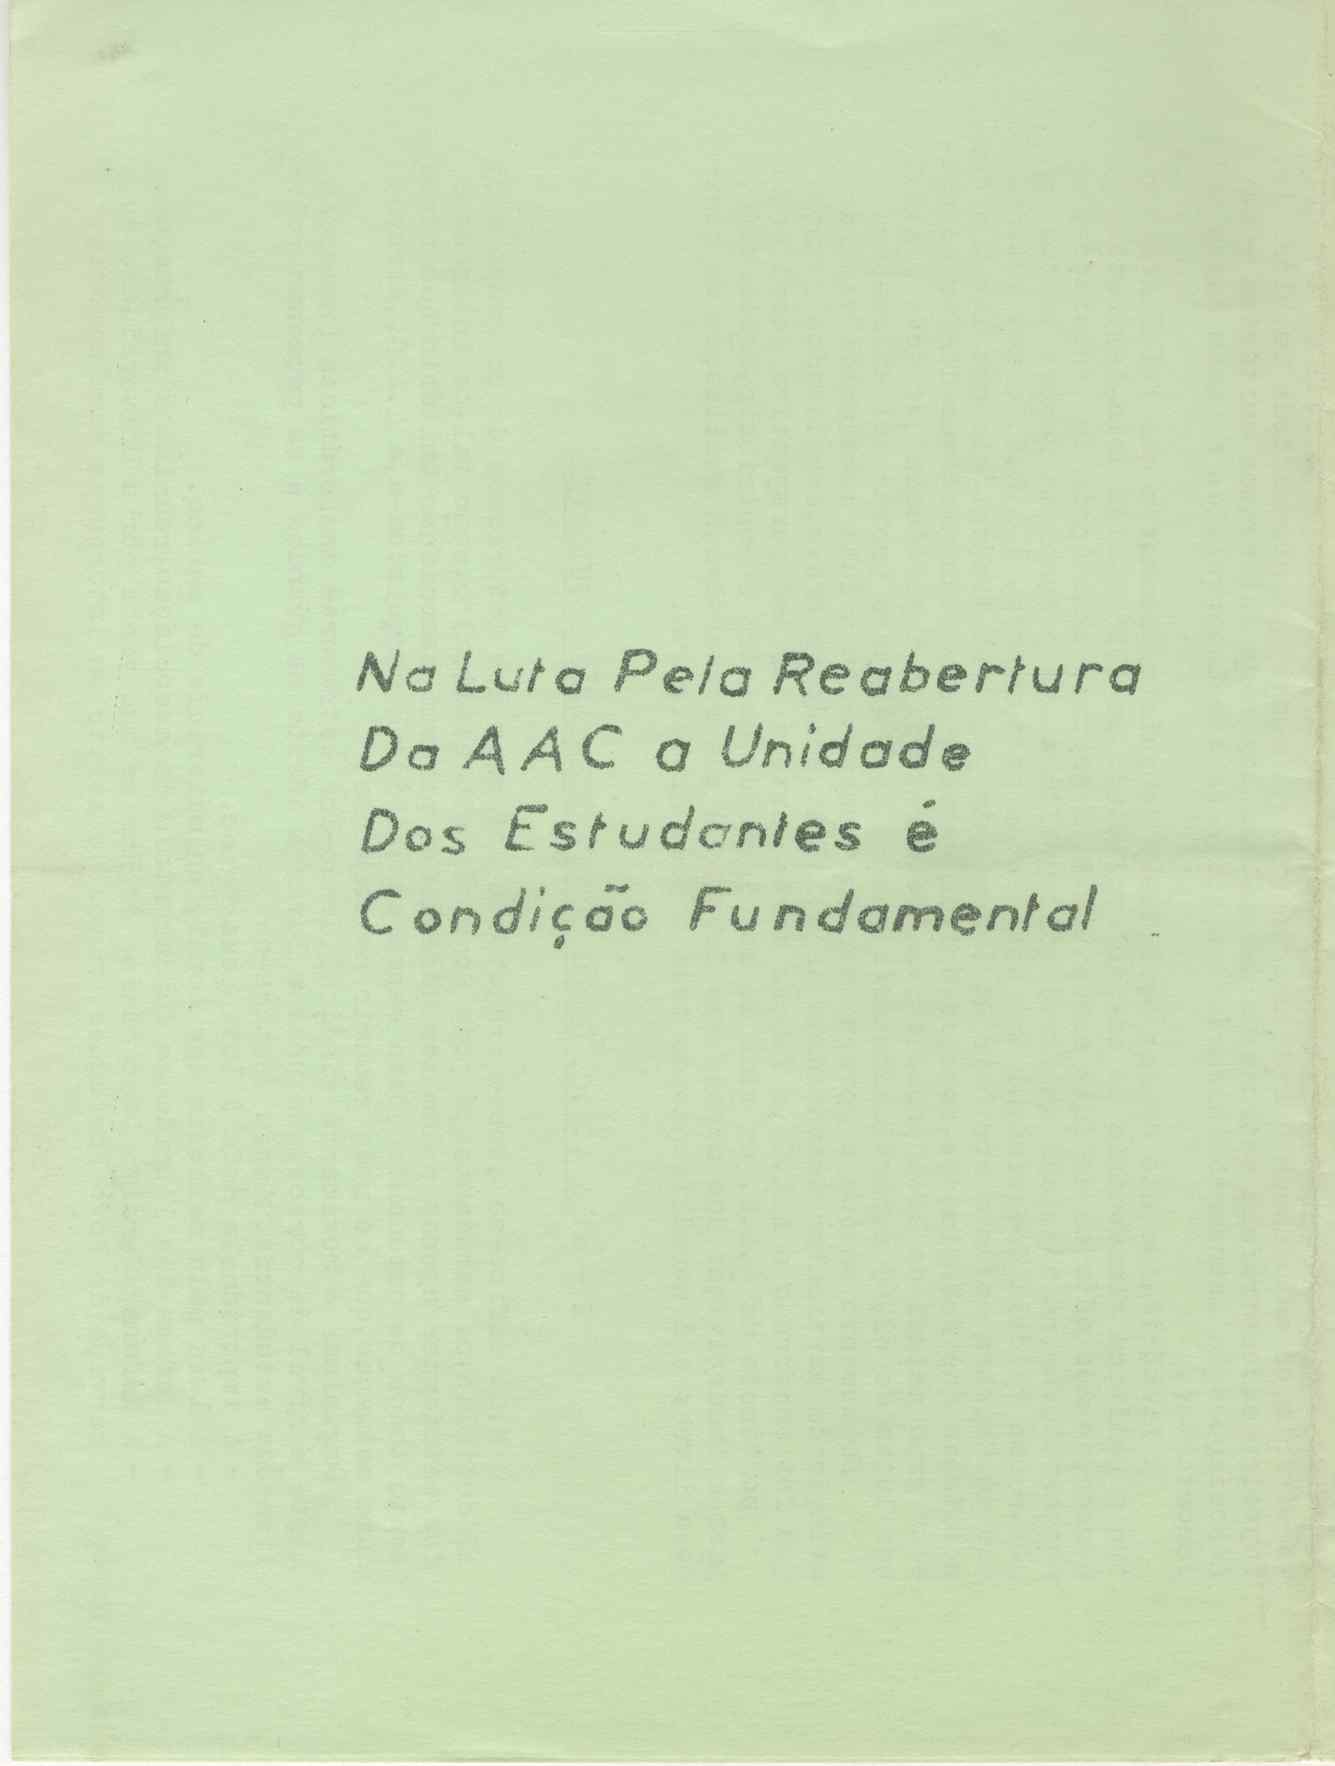 Na Luta Pela Reabertura
Da AAC a Unidade
Dos Estudantes é
Condição Fundamental